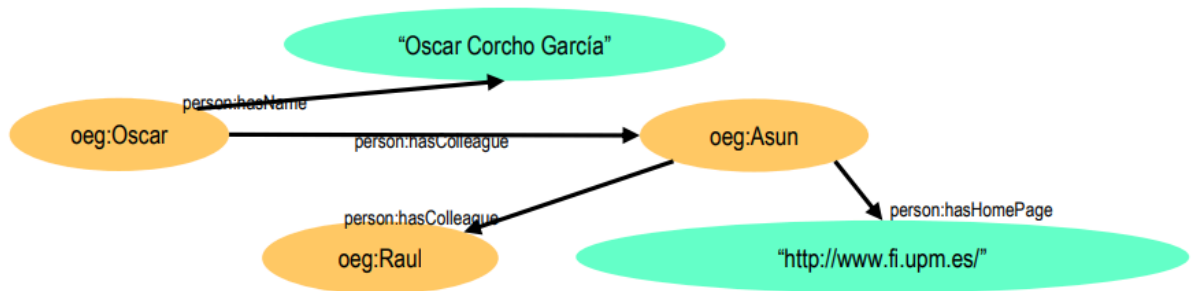 “Oscar Corcho García”
person:hasName
oeg:Oscar
person:hasColleague
oeg:Asun
person:hasColleague
person:hasHomePage
oeg:Raul
“http://www.fi.upm.es/”